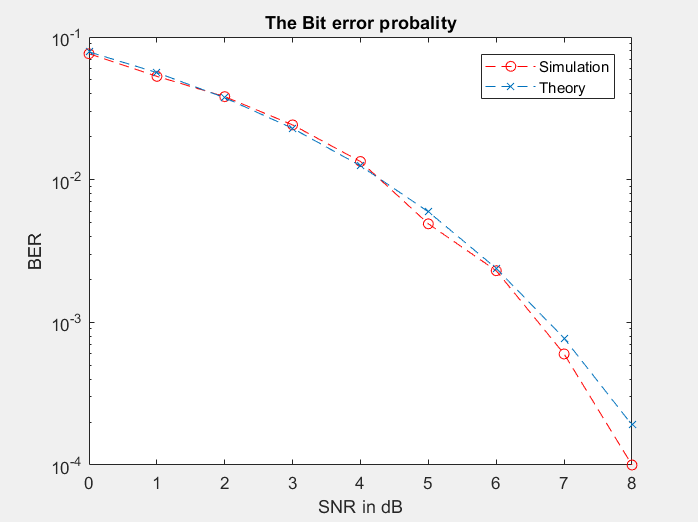 The Bit error probality
10-1
Simulation
Theory
10-2
BER
10-3
10-4
0 1 2 3 4 5 6 7 8
SNR in dB